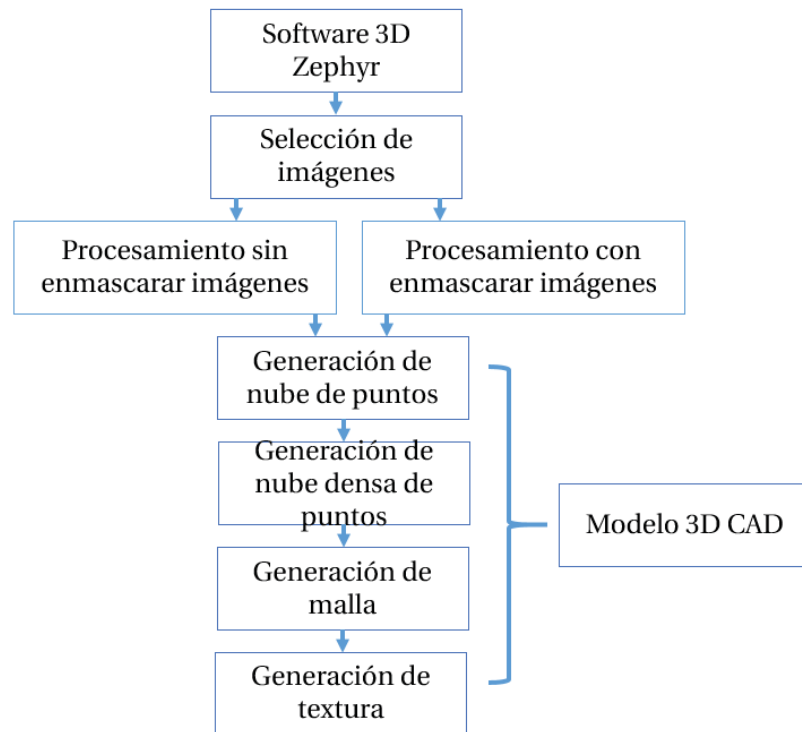 Software 3D
Zephyr
Selección de
imágenes
Procesamiento sin
enmascarar imágenes
Procesamiento con
enmascarar imágenes
Generación de
nube de puntos
Generación de
nube densa de
puntos
Modelo 3D CAD
Generación de
malla
Generación de
textura